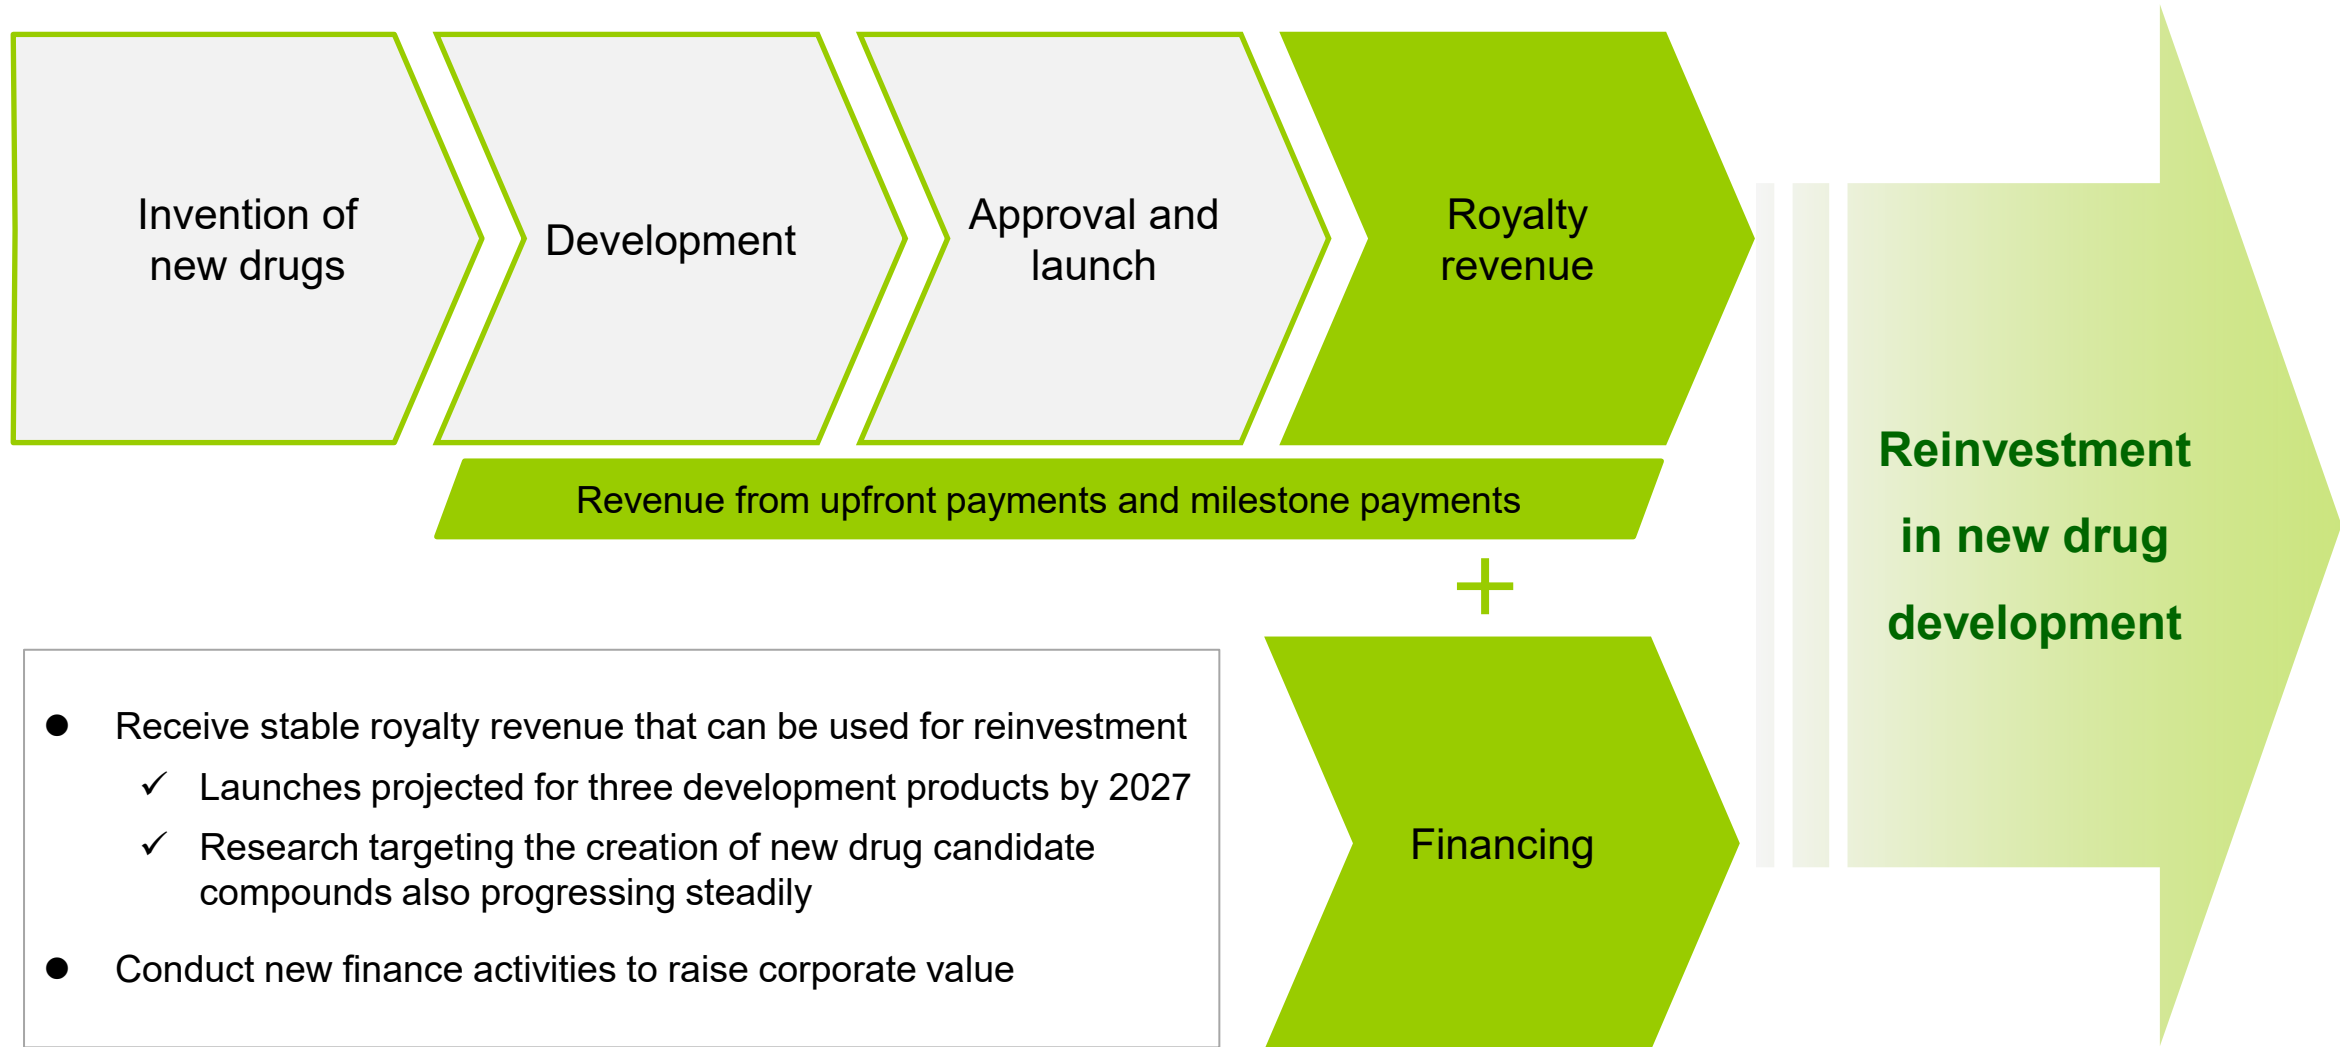 Invention of
new drugs
Development
Approval and
launch
Royalty
revenue
Revenue from upfront payments and milestone payments
+
Financing
Reinvestment
in new drug
development
● Receive stable royalty revenue that can be used for reinvestment
✓ Launches projected for three development products by 2027
✓ Research targeting the creation of new drug candidate
compounds also progressing steadily
● Conduct new finance activities to raise corporate value